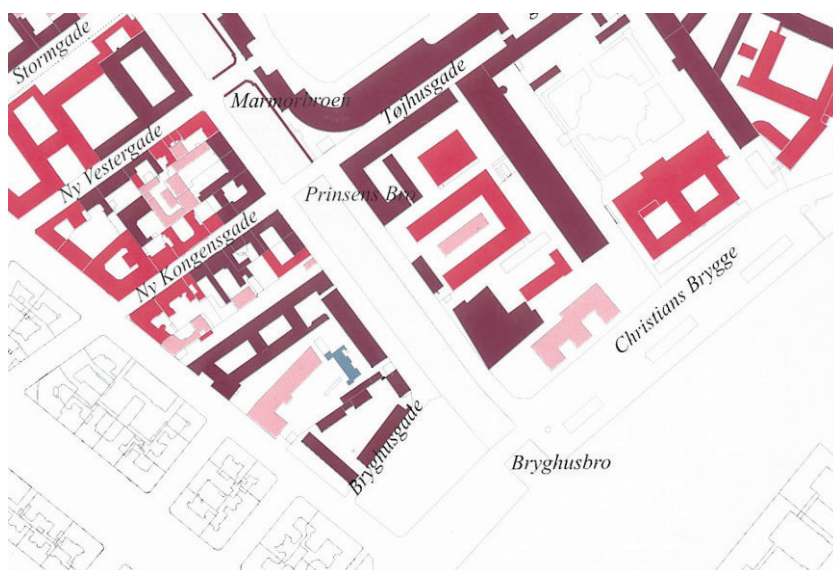 Stormgade
Marmorbroen
Tøjhusgade
Ny Vestergade
Prinsens Bro
Ny Kongensgade
Christians Brygge
Bryghusgade
Bryghusbro